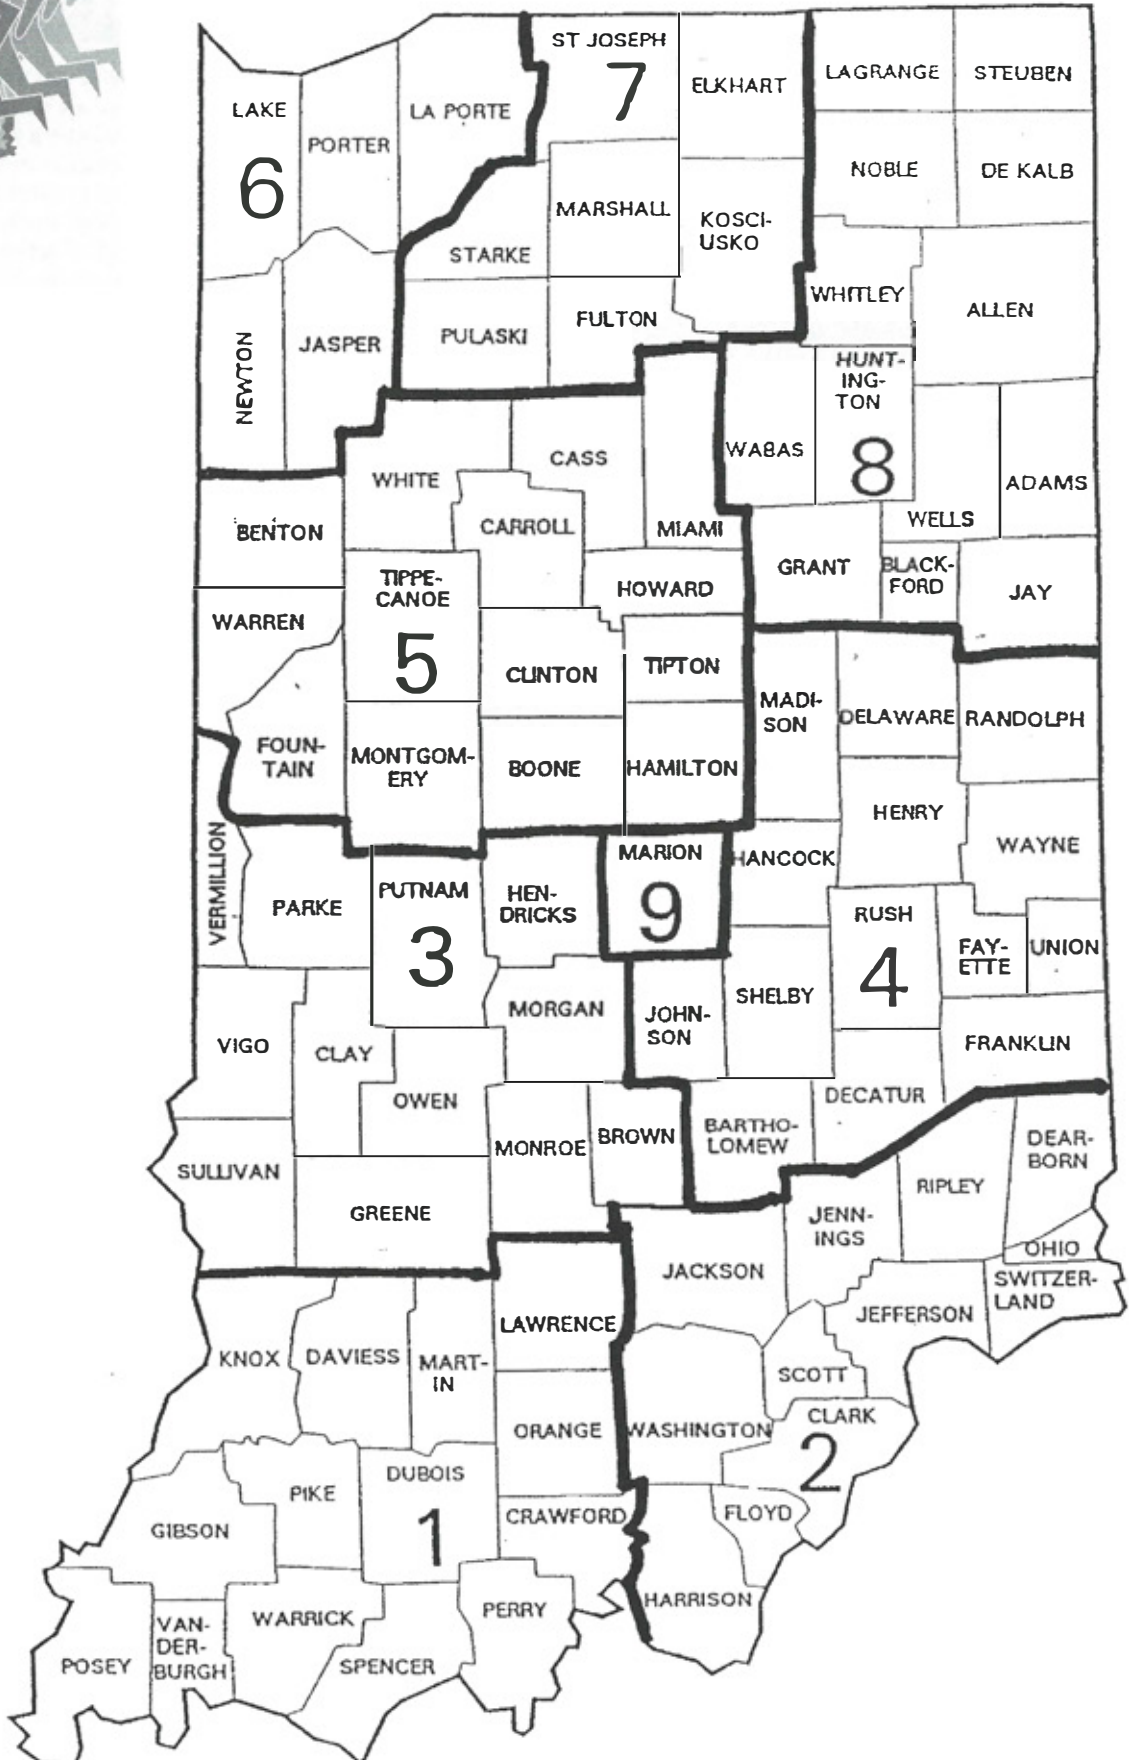 ST JOSEPH
7
ELKHART
LAGRANGE
STEUBEN
LAKE
6
PORTER
LA PORTE
NOBLE
DE KALB
MARSHALL
KOSCI-
USKO
STARKE
WHITLEY
ALLEN
NEWTON
JASPER
PULASKI
FULTON
HUNT-
ING-
TON
8
WHITE
CASS
WABAS
ADAMS
BENTON
CARROLL
MIAMI
WELLS
TIPPE-
CANOE
5
HOWARD
GRANT
BLACK-
FORD
JAY
WARREN
CLINTON
TIPTON
MADI-
SON
DELAWARE
RANDOLPH
FOUN-
TAIN
MONTGOM-
ERY
BOONE
HAMILTON
HENRY
WAYNE
VERMILLION
PARKE
PUTNAM
3
HEN-
DRICKS
MARION
9
HANCOCK
RUSH
4
FAY-
ETTE
UNION
MORGAN
JOHN-
SON
SHELBY
VIGO
CLAY
FRANKLIN
OWEN
DECATUR
MONROE
BROWN
BARTHO-
LOMEW
DEAR-
BORN
SULLIVAN
RIPLEY
GREENE
JENN-
INGS
OHIO
JACKSON
SWITZER-
LAND
LAWRENCE
JEFFERSON
KNOX
DAVIESS
MART-
IN
SCOTT
ORANGE
WASHINGTON
CLARK
2
DUBOIS
1
PIKE
GIBSON
CRAWFORD
FLOYD
HARRISON
PERRY
WARRICK
VAN-
DER-
BURGH
POSEY
SPENCER